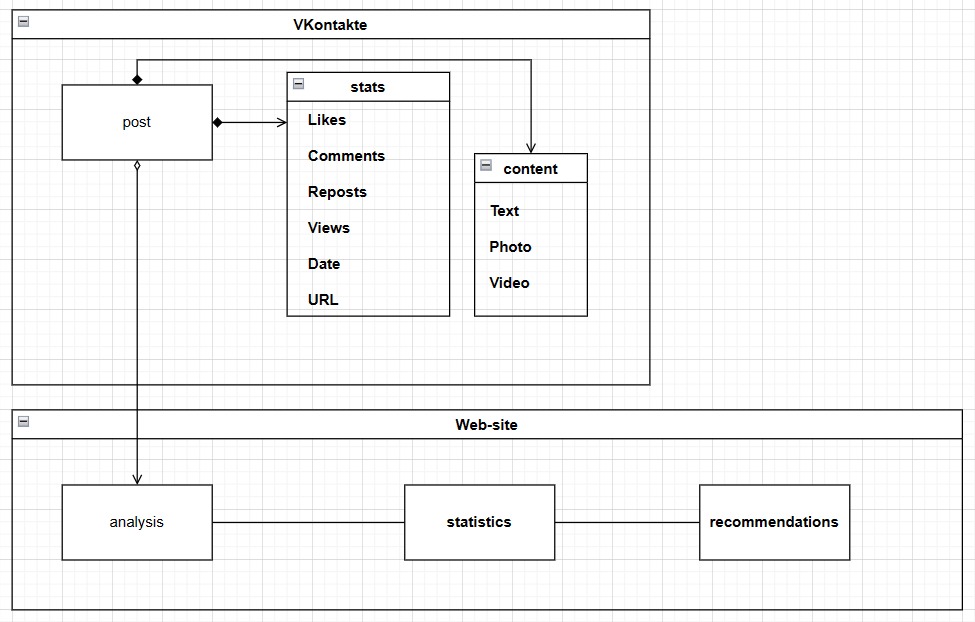 VKontakte
post
stats
Likes
Comments
Reposts
Views
Date
URL
content
Text
Photo
Video
Web-site
analysis
statistics
recommendations